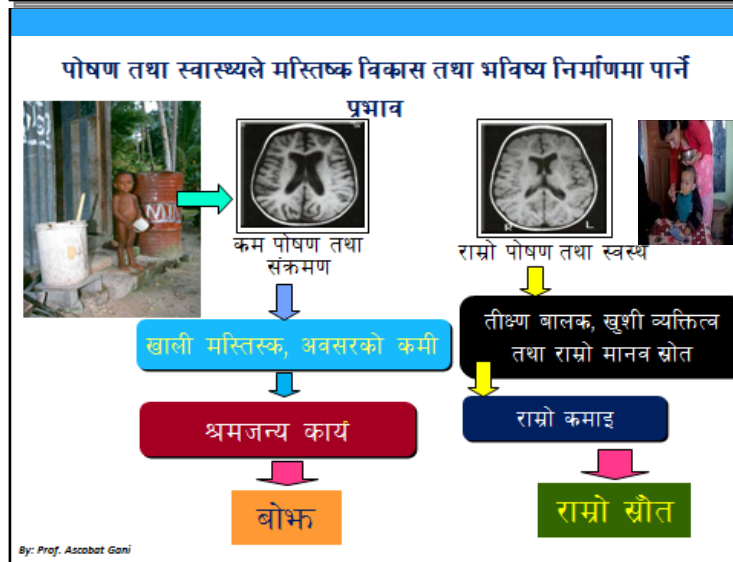 पोषण तथा स्वास्थ्यले मस्तिष्क विकास तथा भविष्य निर्माणमा पार्ने
प्रभाव
कम पोषण तथा
संक्रमण
राम्रो पोषण तथा स्वस्थ
खाली मस्तिस्क, अवसरको कमी
तीक्ष्ण बालक, खुशी व्यक्तित्व
तथा राम्रो मानव स्रोत
श्रमजन्य कार्य
राम्रो कमाइ
बोझ
राम्रो स्रोत
R
L
By: Prof. Ascobat Gani